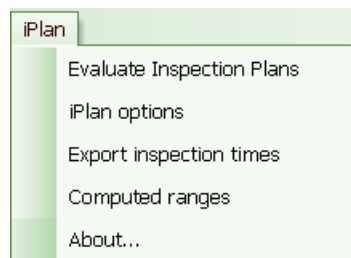 iPlan
Evaluate Inspection Plans
iPlan options
Export inspection times
Computed ranges
About...